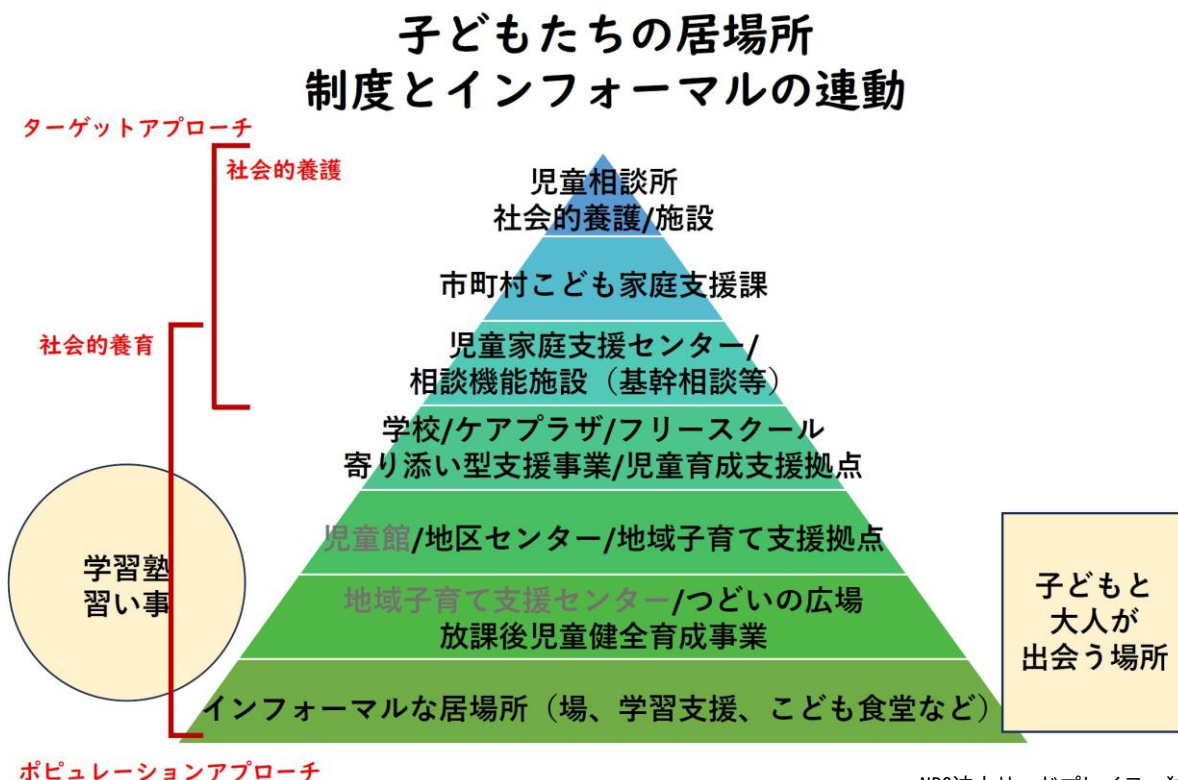 子どもたちの居場所
制度とインフォーマルの連動
ターゲットアプローチ
社会的養護
児童相談所
社会的養護/施設
市町村こども家庭支援課
社会的養育
児童家庭支援センター/
相談機能施設（基幹相談等）
学校/ケアプラザ/フリースクール
寄り添い型支援事業/児童育成支援拠点
児童館/地区センター/地域子育て支援拠点
学習塾
習い事
地域子育て支援センター/つどいの広場
放課後児童健全育成事業
子どもと
大人が
出会う場所
インフォーマルな居場所（場、学習支援、こども食堂など）
ポピュレーションアプローチ